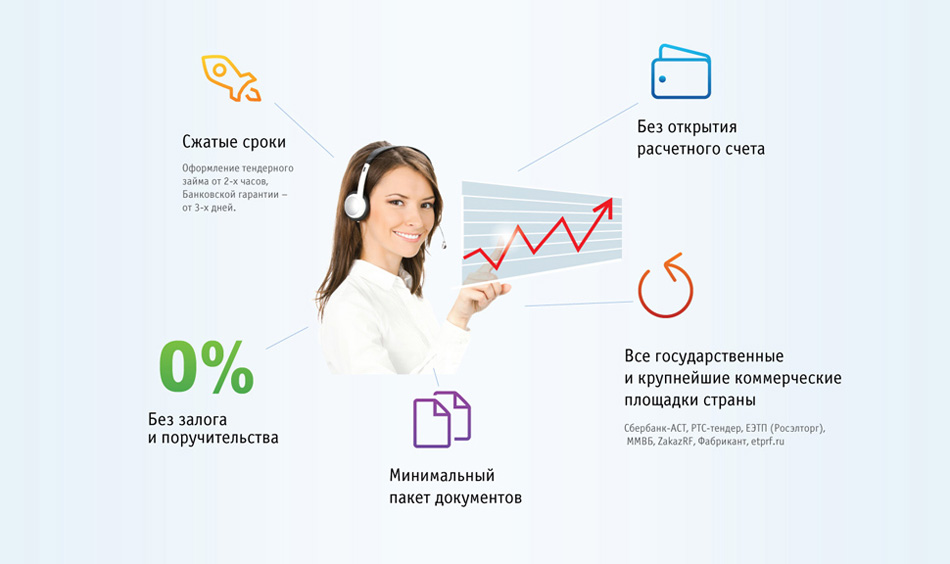 Сжатые сроки
Оформление тендерного
займа от 2-х часов,
Банковской гарантии –
от 3-х дней.
Без открытия
расчетного счета
0%
Без залога
и поручительства
Все государственные
и крупнейшие коммерческие
площадки страны
Сбербанк-АСТ, РТС-тендер, ЕЭТП (Росэлторг),
ММВБ, ZakazRF, Фабрикант, etprf.ru
Минимальный
пакет документов